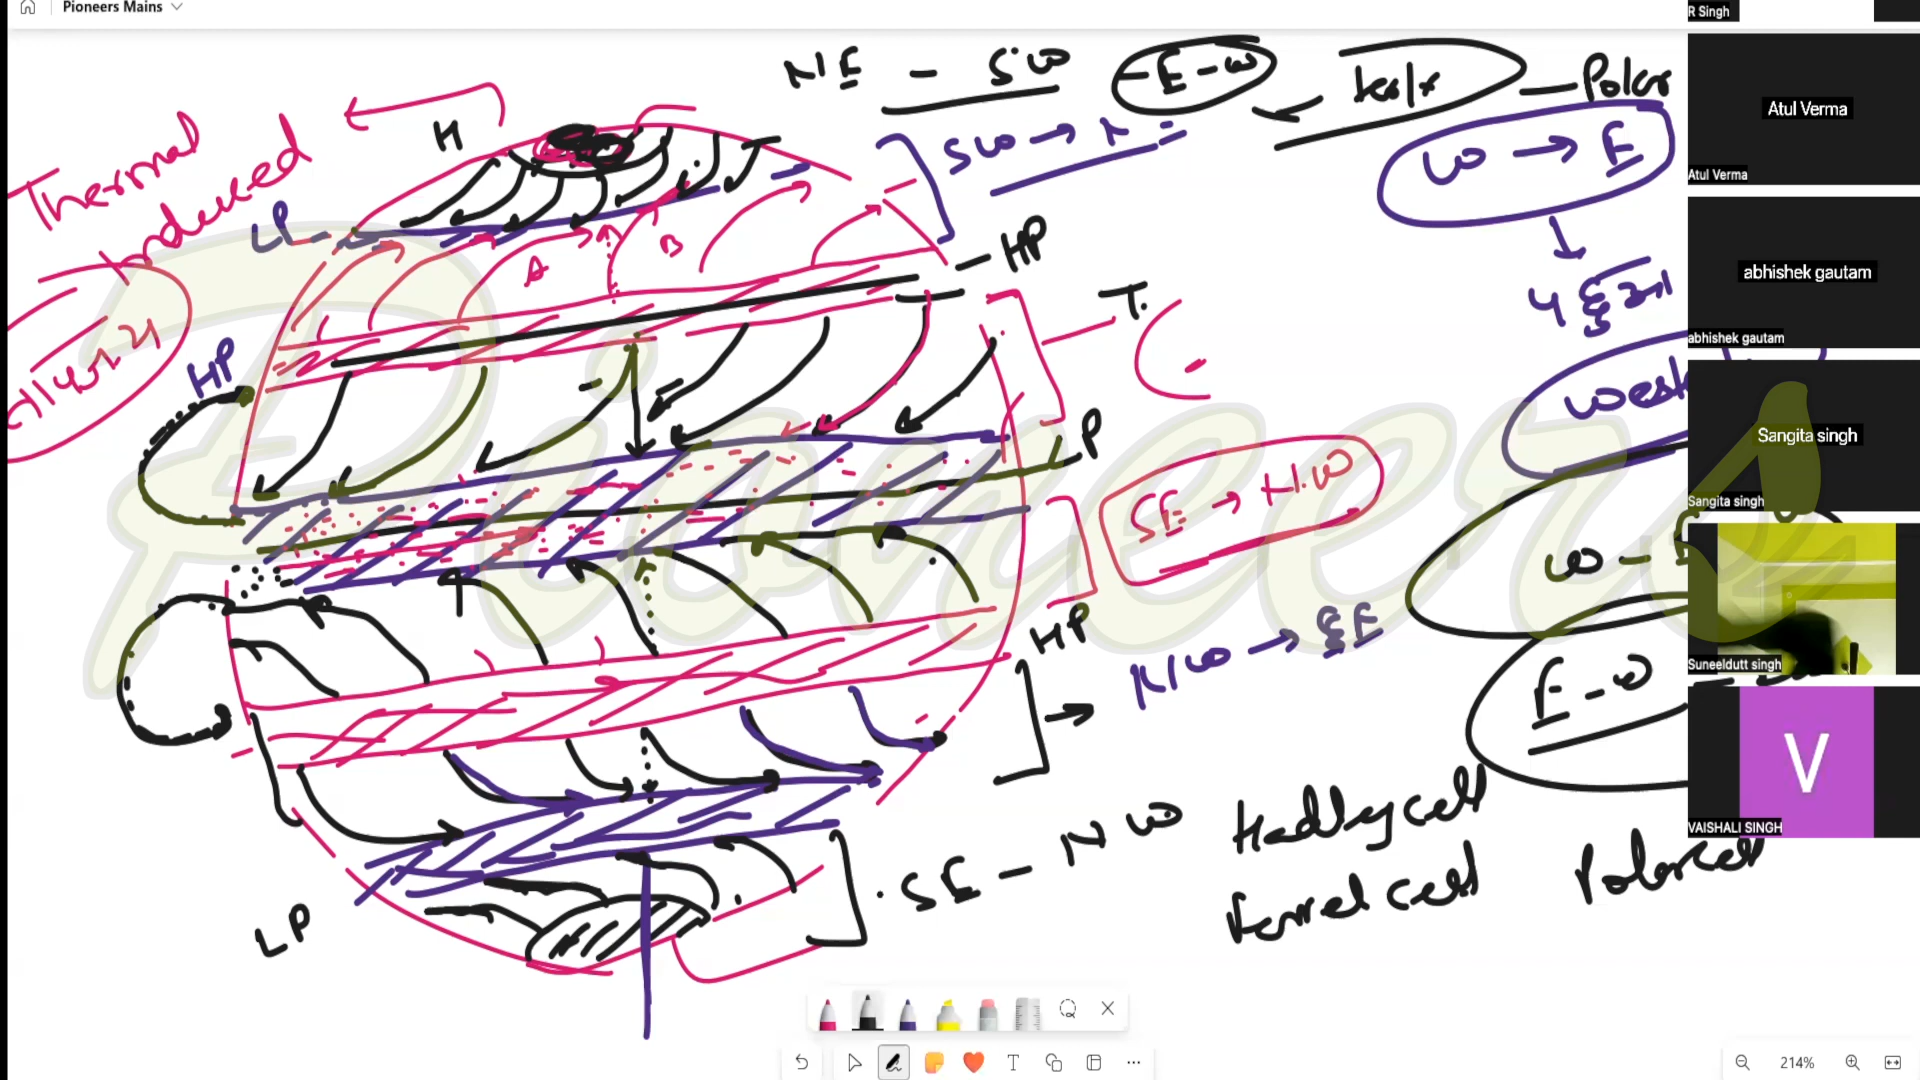 Pioneers Mains
R Singh
NE - SW - E - W
Polar
Atul Verma
Atul Verma
SW → N
W → E
H
Thermal
Induced
LP
A
B
HP
abhishek gautam
abhishek gautam
T.
HP
LP
Sangita singh
Sangita singh
SE → N.W
W - E
HP
NW → SE
Suneeldutt singh
E - W
V
VAISHALI SINGH
SE - NW
Hadley cell
Ferrel cell
Polar cell
LP
Pioneers
214%